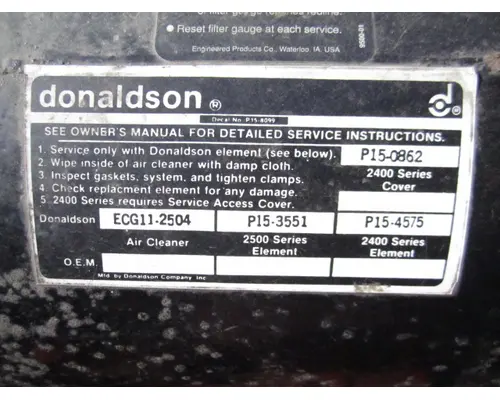 ● Reset filter gauge at each service.
Engineered Products Co., Waterloo, IA. USA
donaldson ®
Decal No. P15-8099
SEE OWNER'S MANUAL FOR DETAILED SERVICE INSTRUCTIONS.
1. Service only with Donaldson element (see below).
2. Wipe inside of air cleaner with damp cloth.
3. Inspect gaskets, system, and tighten clamps.
4. Check replacement element for any damage.
5. 2400 Series requires Service Access Cover.
P15-0862
2400 Series
Cover
Donaldson ECG11-2504 P15-3551 P15-4575
Air Cleaner 2500 Series Element 2400 Series Element
O.E.M.
Mfd. by Donaldson Company, Inc.